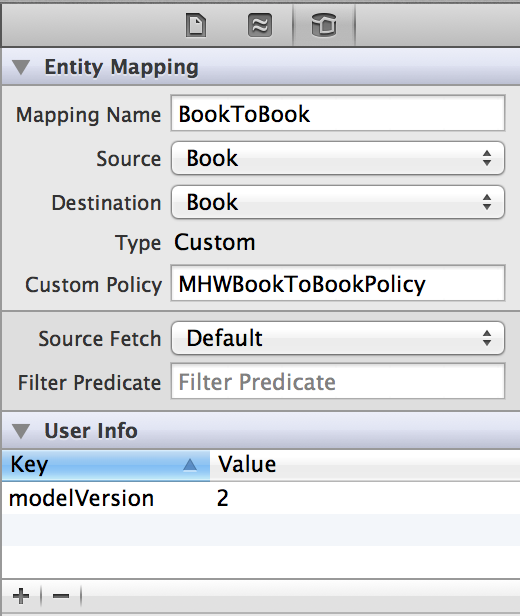 Entity Mapping
Mapping Name BookToBook
Source Book
Destination Book
Type Custom
Custom Policy MHWBookToBookPolicy
Source Fetch Default
Filter Predicate Filter Predicate
User Info
Key Value
modelVersion 2